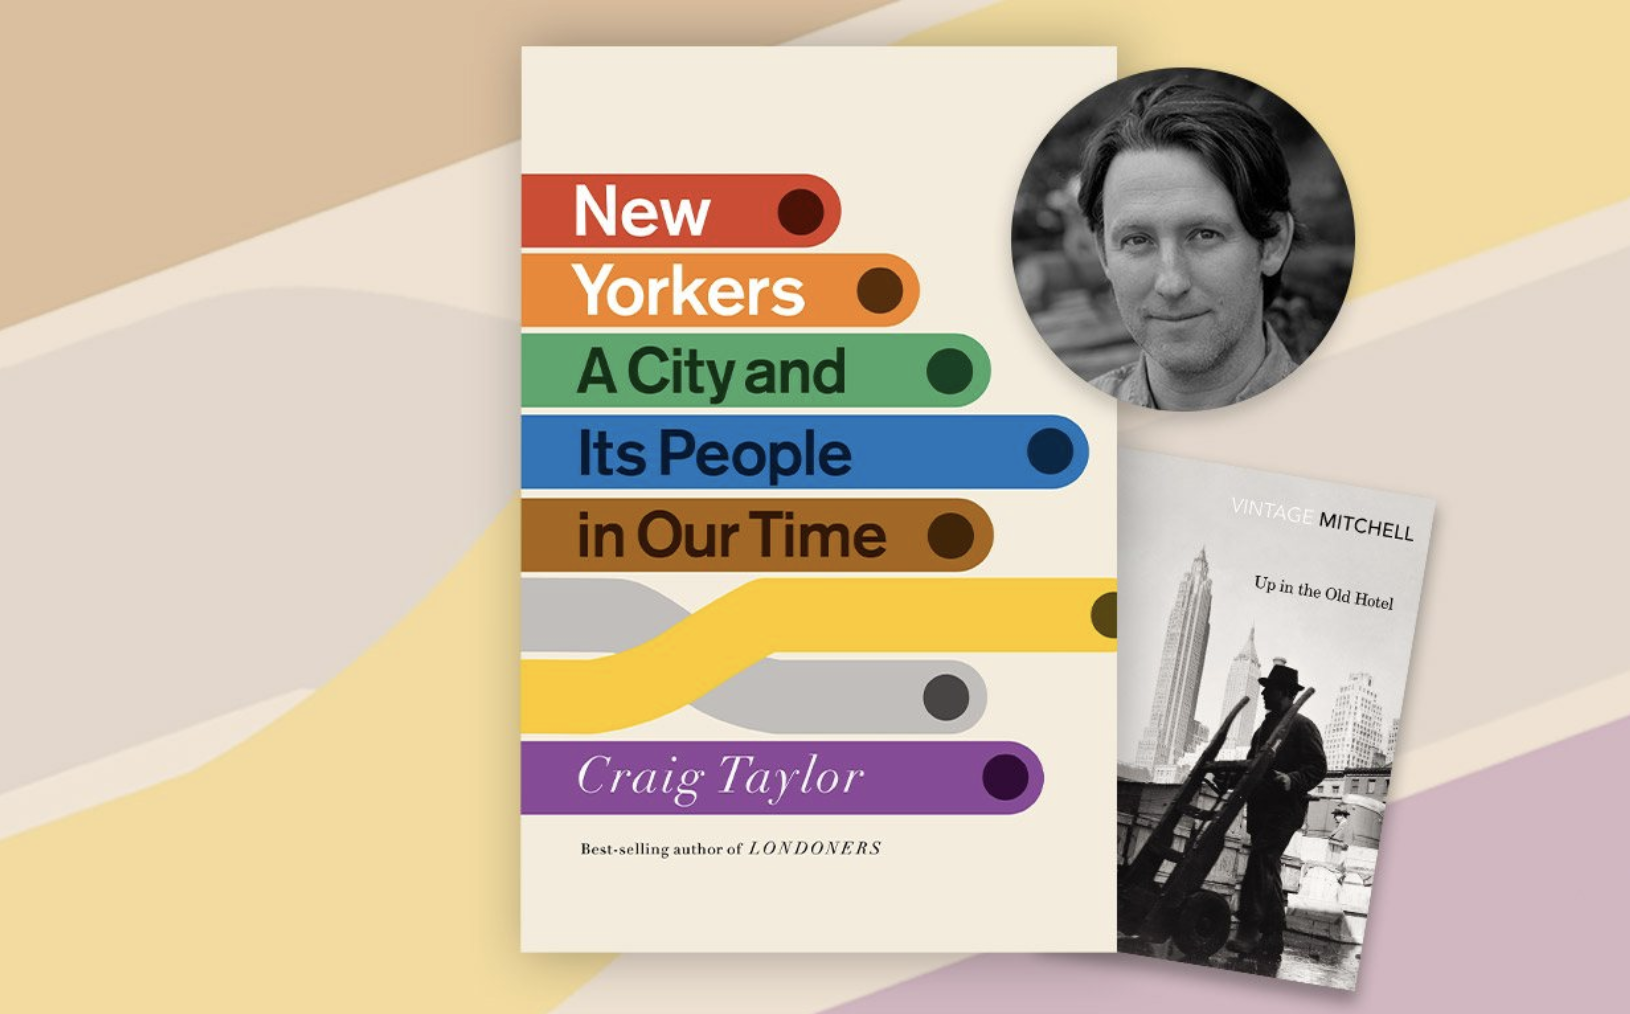 New
Yorkers
A City and
Its People
in Our Time
Craig Taylor
Best-selling author of LONDONERS
VINTAGE MITCHELL
Up in the Old Hotel